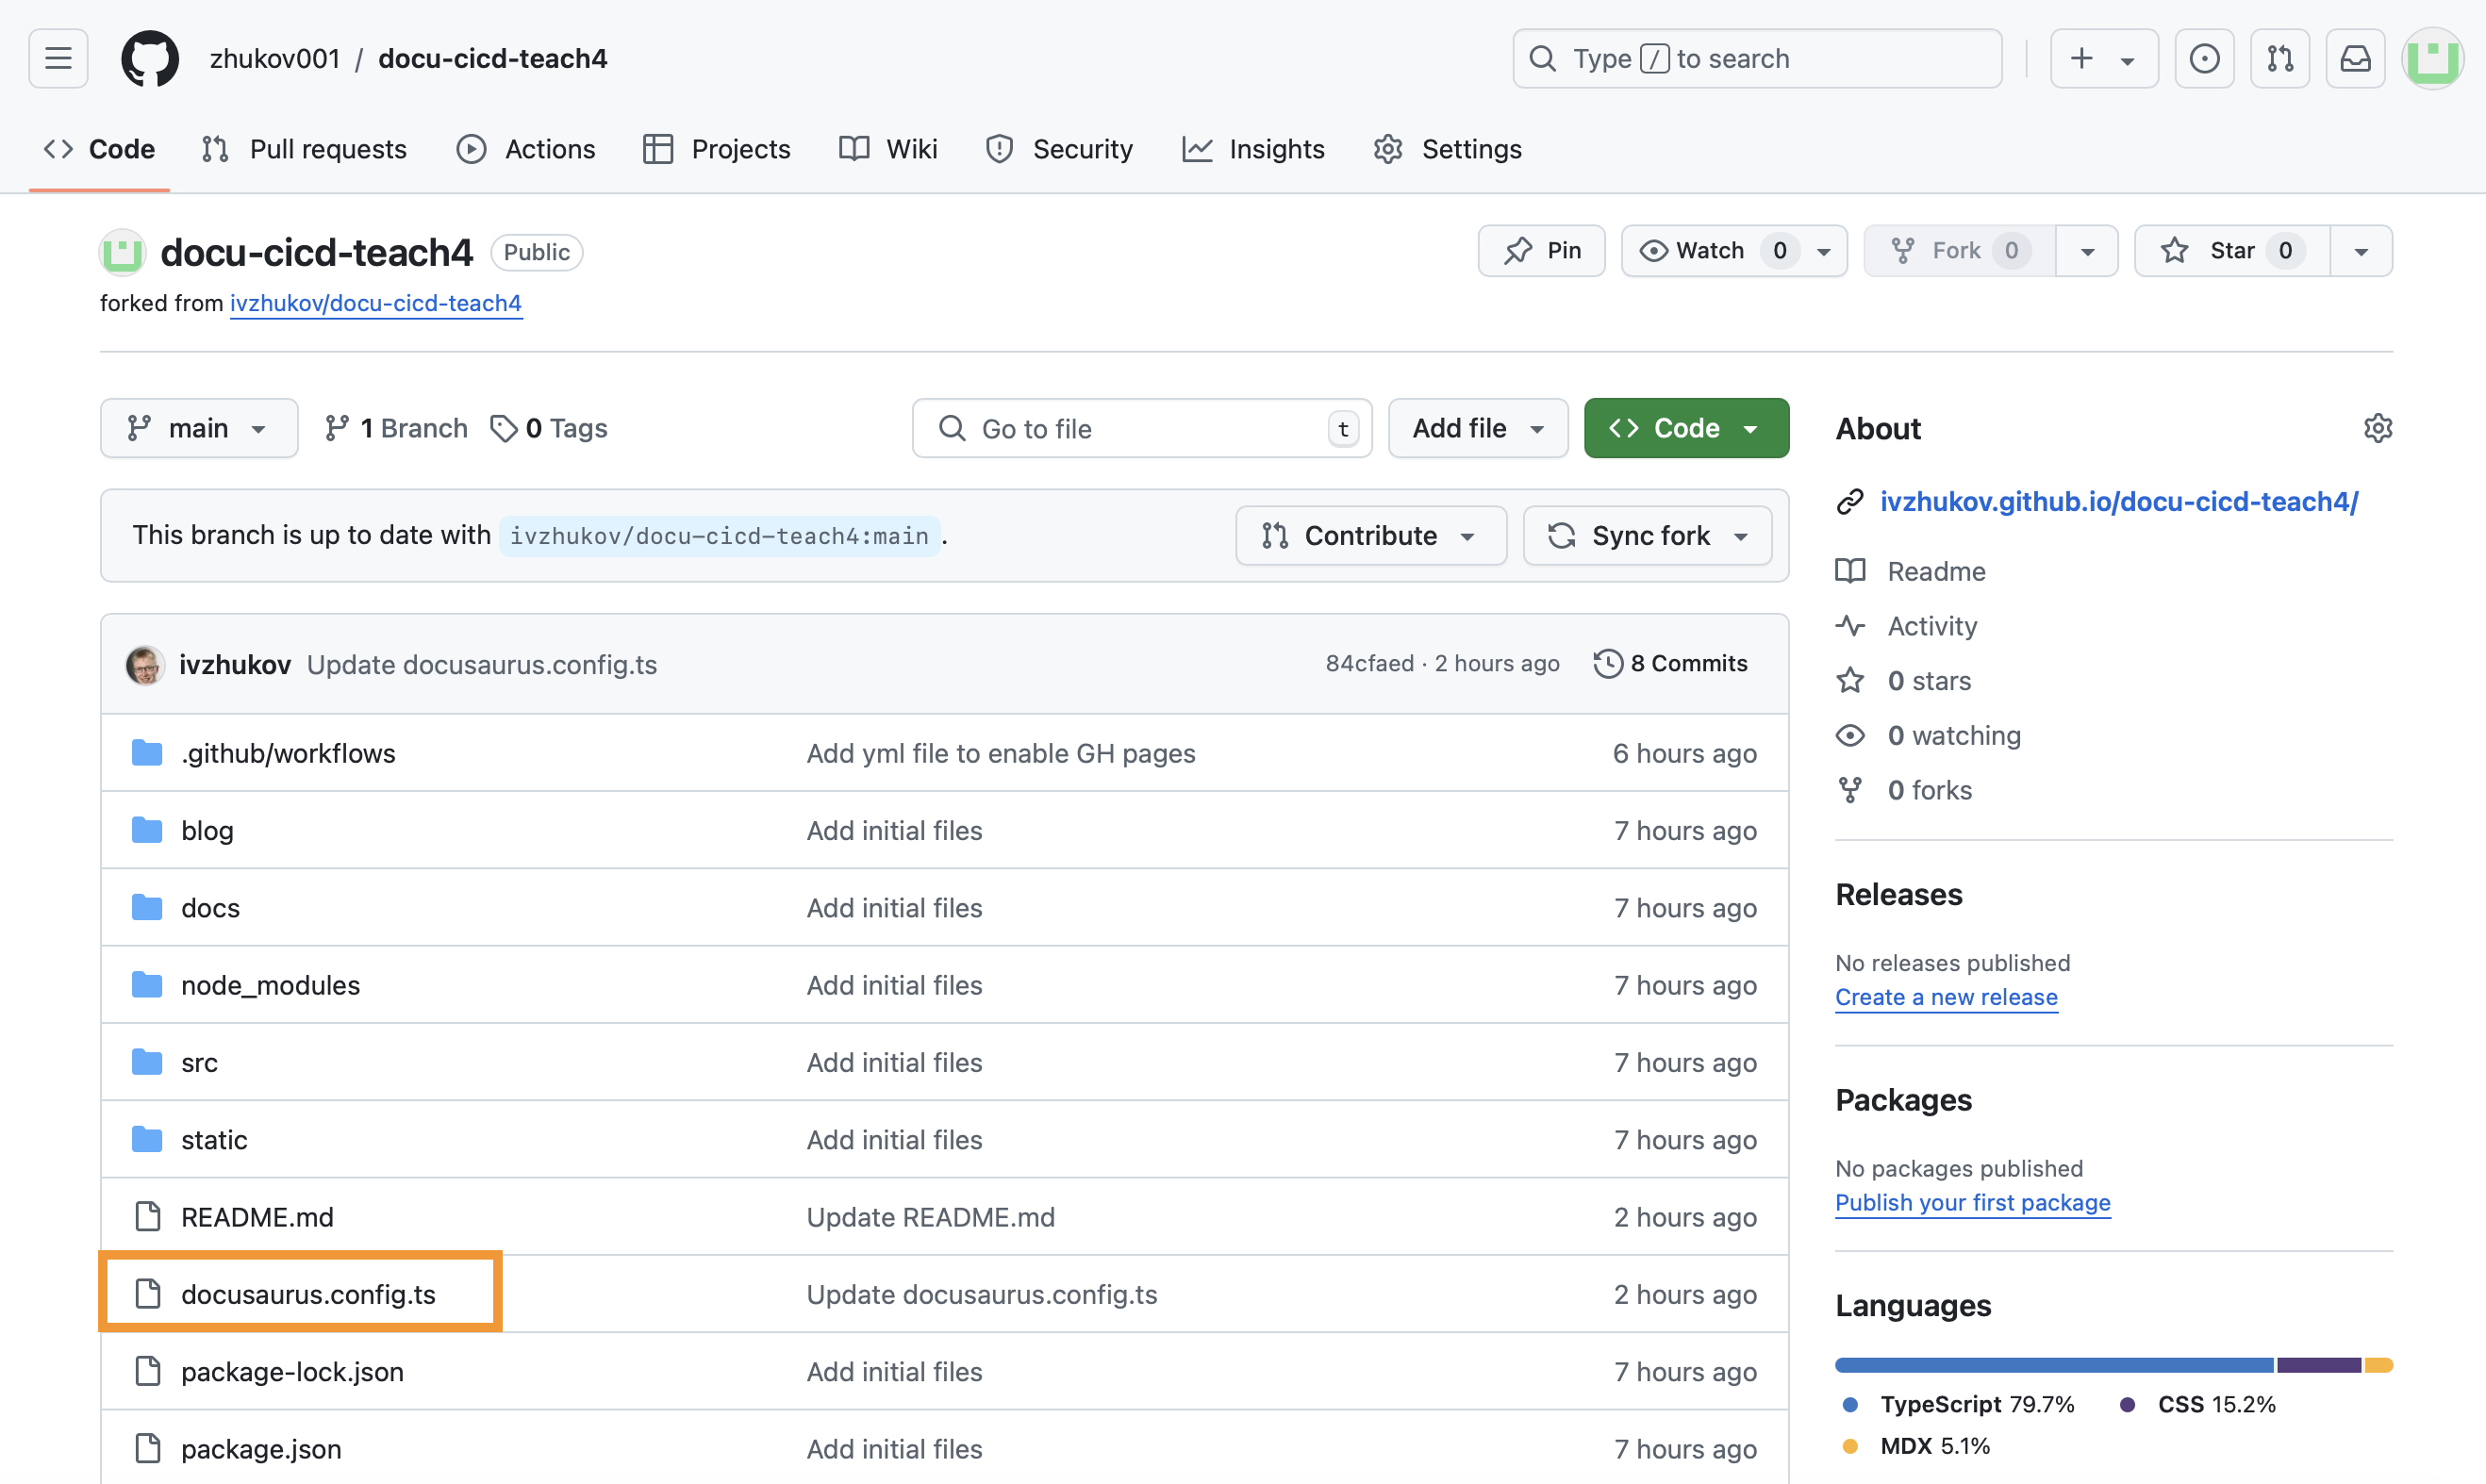 zhukov001 / docu-cicd-teach4
Type / to search
Code Pull requests Actions Projects Wiki Security Insights Settings
docu-cicd-teach4 Public
Pin Watch 0 Fork 0 Star 0
forked from ivzhukov/docu-cicd-teach4
main 1 Branch 0 Tags Go to file t Add file Code
This branch is up to date with ivzhukov/docu-cicd-teach4:main . Contribute Sync fork
ivzhukov Update docusaurus.config.ts 84cfaed · 2 hours ago 8 Commits
.github/workflows Add yml file to enable GH pages 6 hours ago
blog Add initial files 7 hours ago
docs Add initial files 7 hours ago
node_modules Add initial files 7 hours ago
src Add initial files 7 hours ago
static Add initial files 7 hours ago
README.md Update README.md 2 hours ago
docusaurus.config.ts Update docusaurus.config.ts 2 hours ago
package-lock.json Add initial files 7 hours ago
package.json Add initial files 7 hours ago
About
ivzhukov.github.io/docu-cicd-teach4/
Readme
Activity
0 stars
0 watching
0 forks
Releases
No releases published
Create a new release
Packages
No packages published
Publish your first package
Languages
TypeScript 79.7% CSS 15.2%
MDX 5.1%